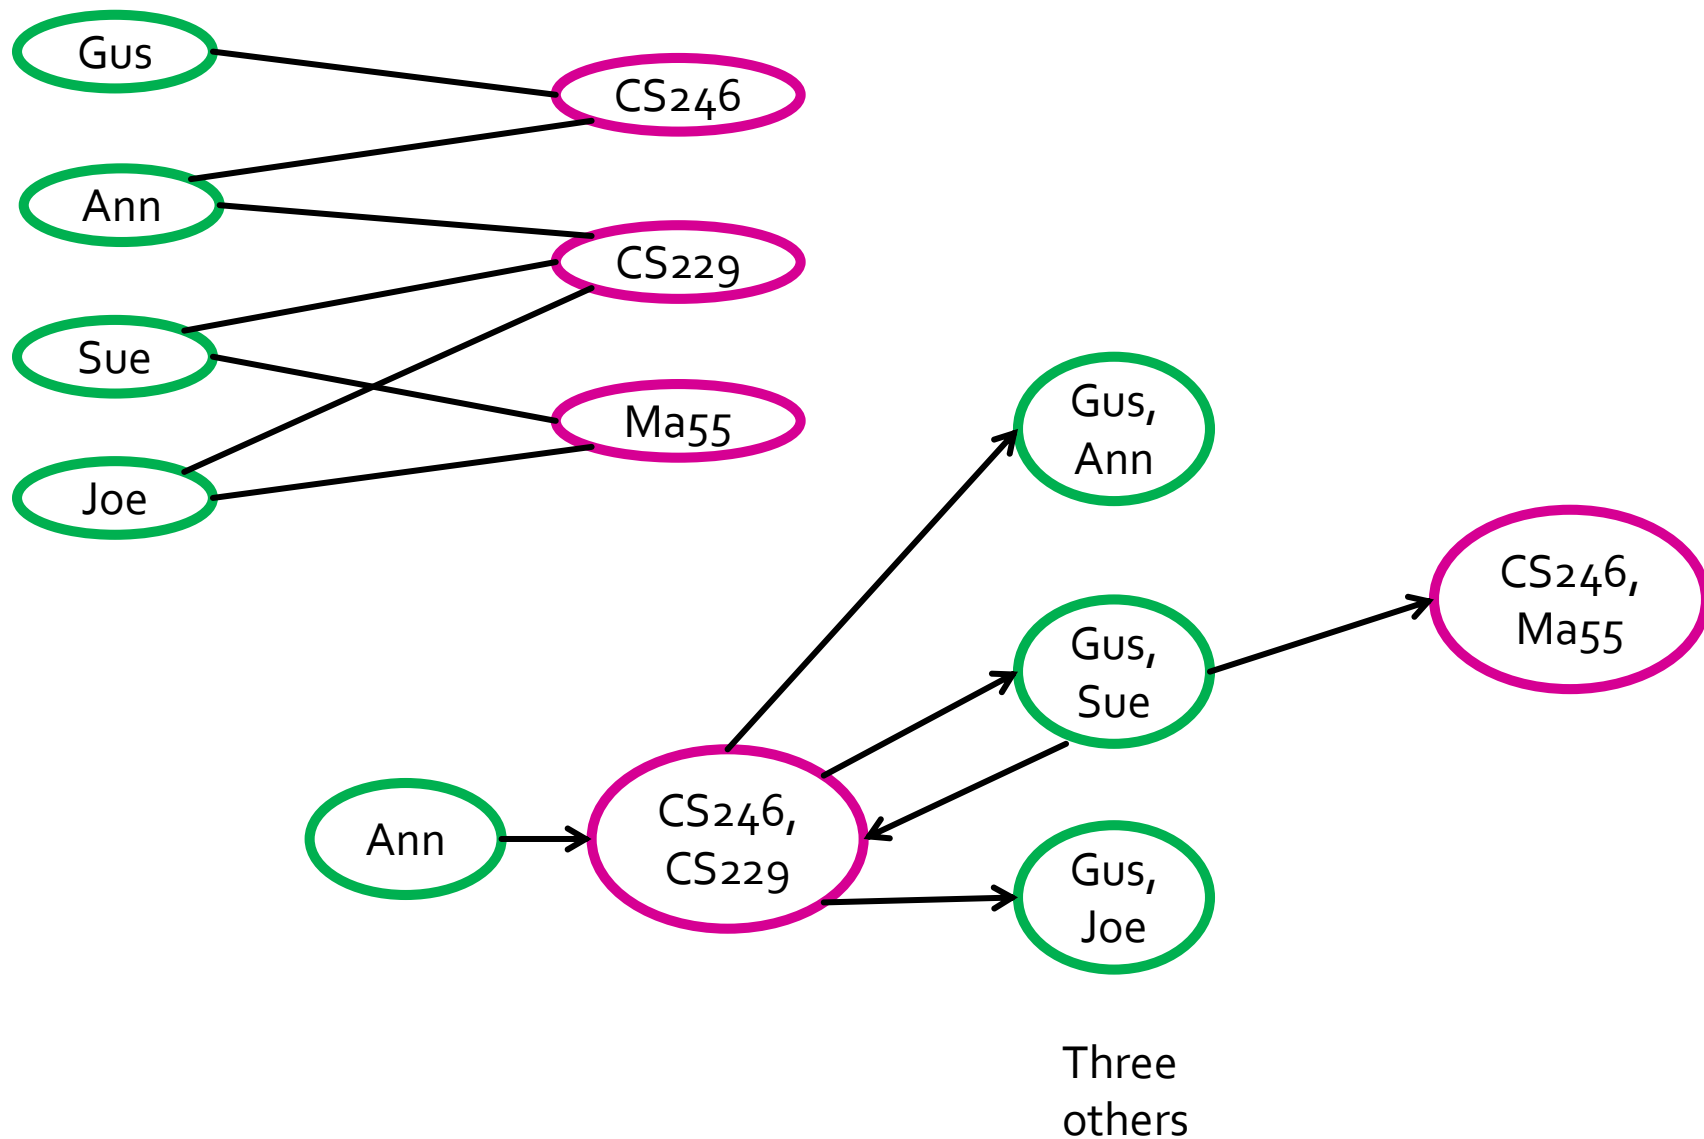 Gus
CS246
Ann
CS229
Sue
Ma55
Joe
Gus,
Ann
CS246,
Ma55
Gus,
Sue
Ann
CS246,
CS229
Gus,
Joe
Three
others